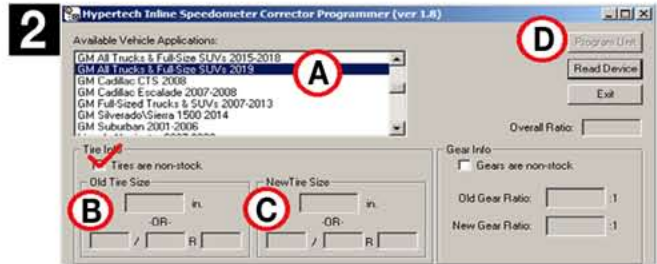 2
Hypertech Inline Speedometer Corrector Programmer (ver 1.8)
Available Vehicle Applications:
GM All Trucks & Full-Size SUVs 2015-2018
GM All Trucks & Full-Size SUVs 2019
GM Cadillac CTS 2008
GM Cadillac Escalade 2007-2008
GM Full-Sized Trucks & SUVs 2007-2013
GM Silverado\Sierra 1500 2014
GM Suburban 2001-2006
A
D
Program Unit
Read Device
Exit
Overall Ratio:
Tire Info
Tires are non-stock
Old Tire Size
B
in.
-OR-
/ R
NewTire Size
C
in.
-OR-
/ R
Gear Info
Gears are non-stock
Old Gear Ratio: :1
New Gear Ratio: :1